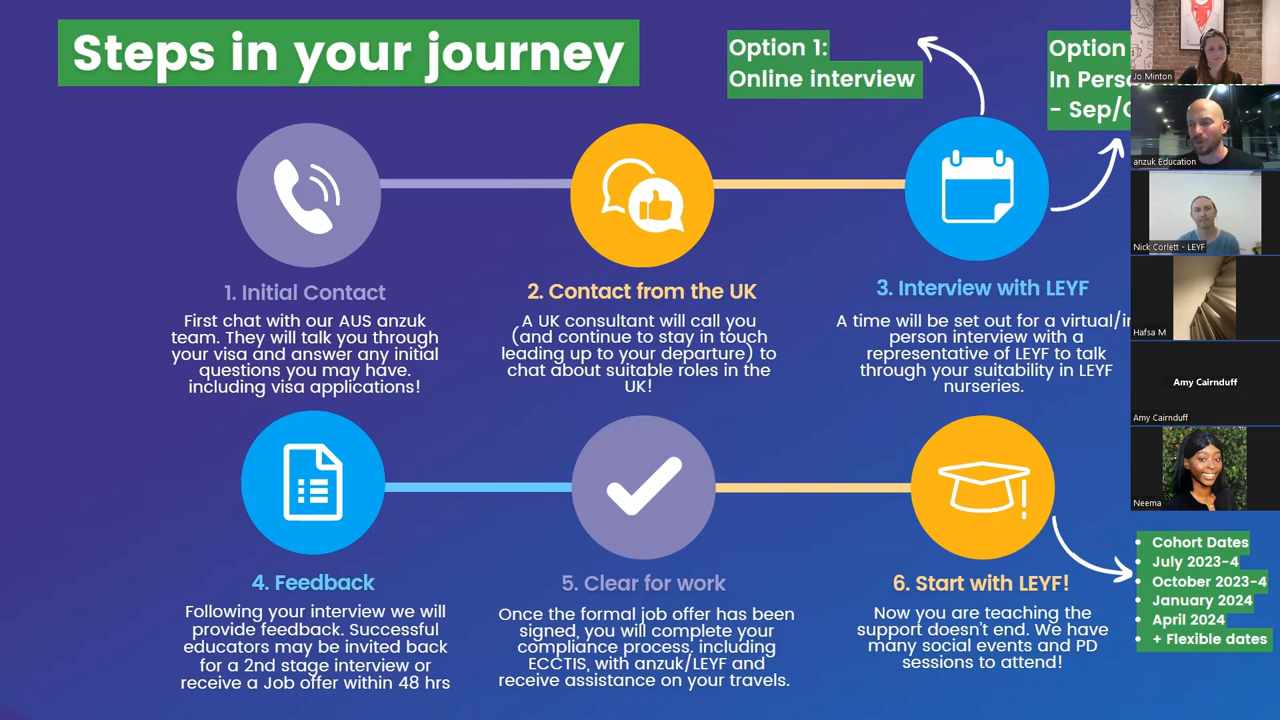 Steps in your journey
Option 1:
Online interview
Option
In Pers
- Sep/
1. Initial Contact
First chat with our AUS anzuk
team. They will talk you through
your visa and answer any initial
questions you may have.
including visa applications!
2. Contact from the UK
A UK consultant will call you
(and continue to stay in touch
leading up to your departure) to
chat about suitable roles in the
UK!
3. Interview with LEYF
A time will be set out for a virtual/in
person interview with a
representative of LEYF to talk
through your suitability in LEYF
nurseries.
4. Feedback
Following your interview we will
provide feedback. Successful
educators may be invited back
for a 2nd stage interview or
receive a Job offer within 48 hrs
5. Clear for work
Once the formal job offer has been
signed, you will complete your
compliance process, including
ECCTIS, with anzuk/LEYF and
receive assistance on your travels.
6. Start with LEYF!
Now you are teaching the
support doesn't end. We have
many social events and PD
sessions to attend!
• Cohort Dates
• July 2023-4
• October 2023-4
• January 2024
• April 2024
• + Flexible dates
Jo Minton
anzuk Education
Nick Corlett - LEYF
Hafsa M
Amy Cairnduff
Amy Cairnduff
Neema